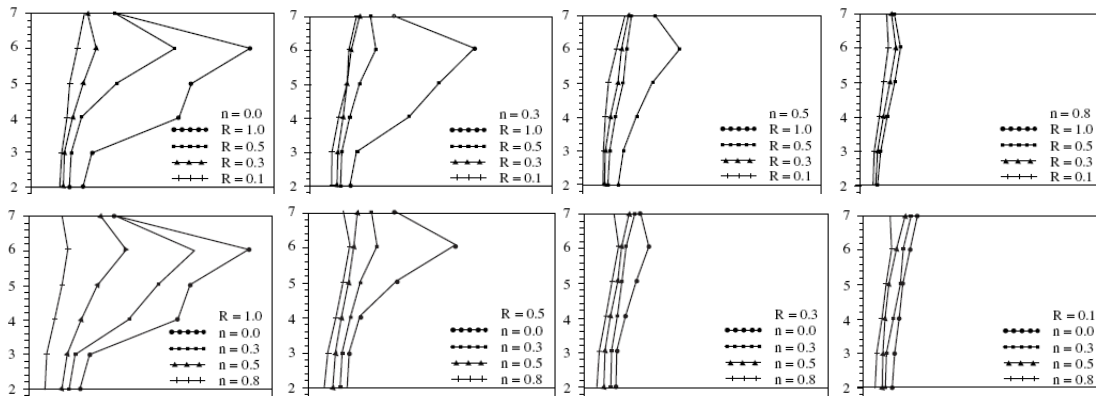 7
6
5
4
3
2
n = 0.0
R = 1.0
R = 0.5
R = 0.3
R = 0.1
7
6
5
4
3
2
n = 0.3
R = 1.0
R = 0.5
R = 0.3
R = 0.1
7
6
5
4
3
2
n = 0.5
R = 1.0
R = 0.5
R = 0.3
R = 0.1
7
6
5
4
3
2
n = 0.8
R = 1.0
R = 0.5
R = 0.3
R = 0.1
7
6
5
4
3
2
R = 1.0
n = 0.0
n = 0.3
n = 0.5
n = 0.8
7
6
5
4
3
2
R = 0.5
n = 0.0
n = 0.3
n = 0.5
n = 0.8
7
6
5
4
3
2
R = 0.3
n = 0.0
n = 0.3
n = 0.5
n = 0.8
7
6
5
4
3
2
R = 0.1
n = 0.0
n = 0.3
n = 0.5
n = 0.8